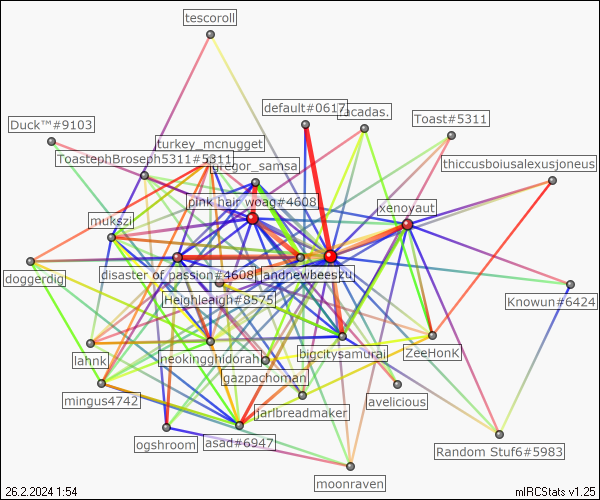 tescoroll
default#0617
racadas.
Duck™#9103
Toast#5311
turkey_mcnugget
ToastephBroseph5311#5311
gregor_samsa
thiccusboiusalexusjoneus
pink hair woag#4608
xenoyaut
mukszi
doggerdig
disaster of passion#4608
andnewbeeszu
Heighleaigh#8575
Knowun#6424
lahnk
neokingghidorah
bigcitysamurai
ZeeHonK
gazpachoman
mingus4742
jarlbreadmaker
avelicious
ogshroom
asad#6947
Random Stuf6#5983
moonraven
26.2.2024 1:54
mIRCStats v1.25